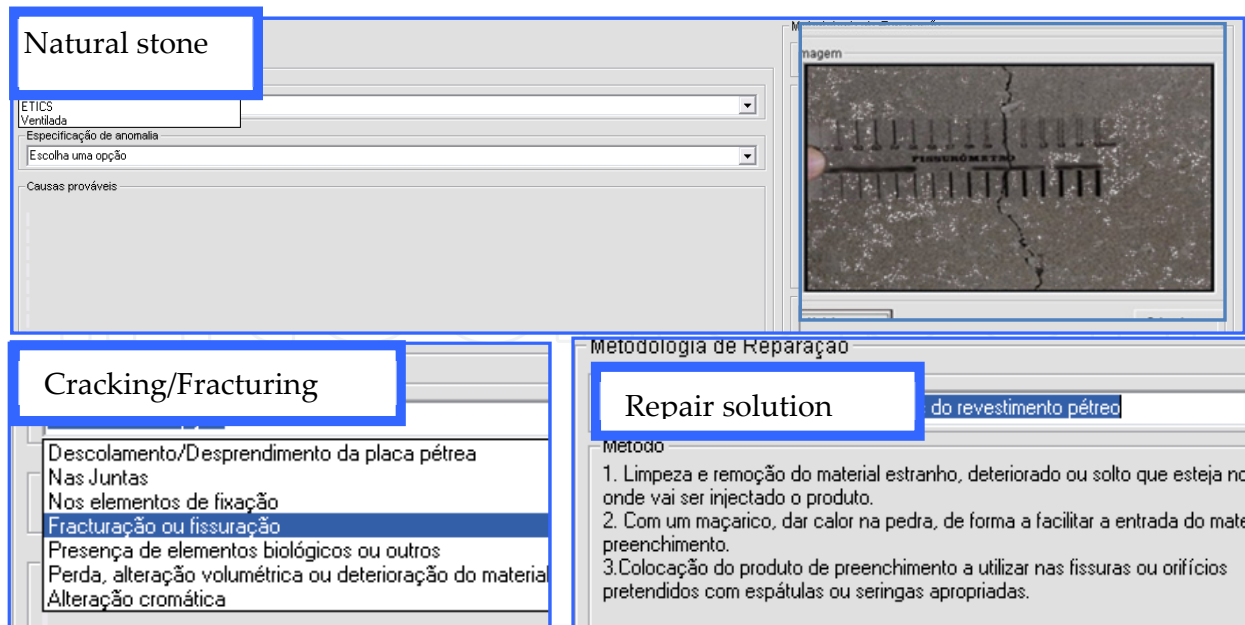 Natural stone
ETICS
Ventilada
Especificação de anomalia
Escolha uma opção
Causas prováveis
magem
FISSURÔMETRO
Cracking/Fracturing
Descolamento/Desprendimento da placa pétrea
Nas Juntas
Nos elementos de fixação
Fracturação ou fissuração
Presença de elementos biológicos ou outros
Perda, alteração volumétrica ou deterioração do material
Alteração cromática
Metodologia de Reparação
Repair solution
do revestimento pétreo
Método
1. Limpeza e remoção do material estranho, deteriorado ou solto que esteja no
onde vai ser injectado o produto.
2. Com um maçarico, dar calor na pedra, de forma a facilitar a entrada do mate
preenchimento.
3.Colocação do produto de preenchimento a utilizar nas fissuras ou orifícios
pretendidos com espátulas ou seringas apropriadas.